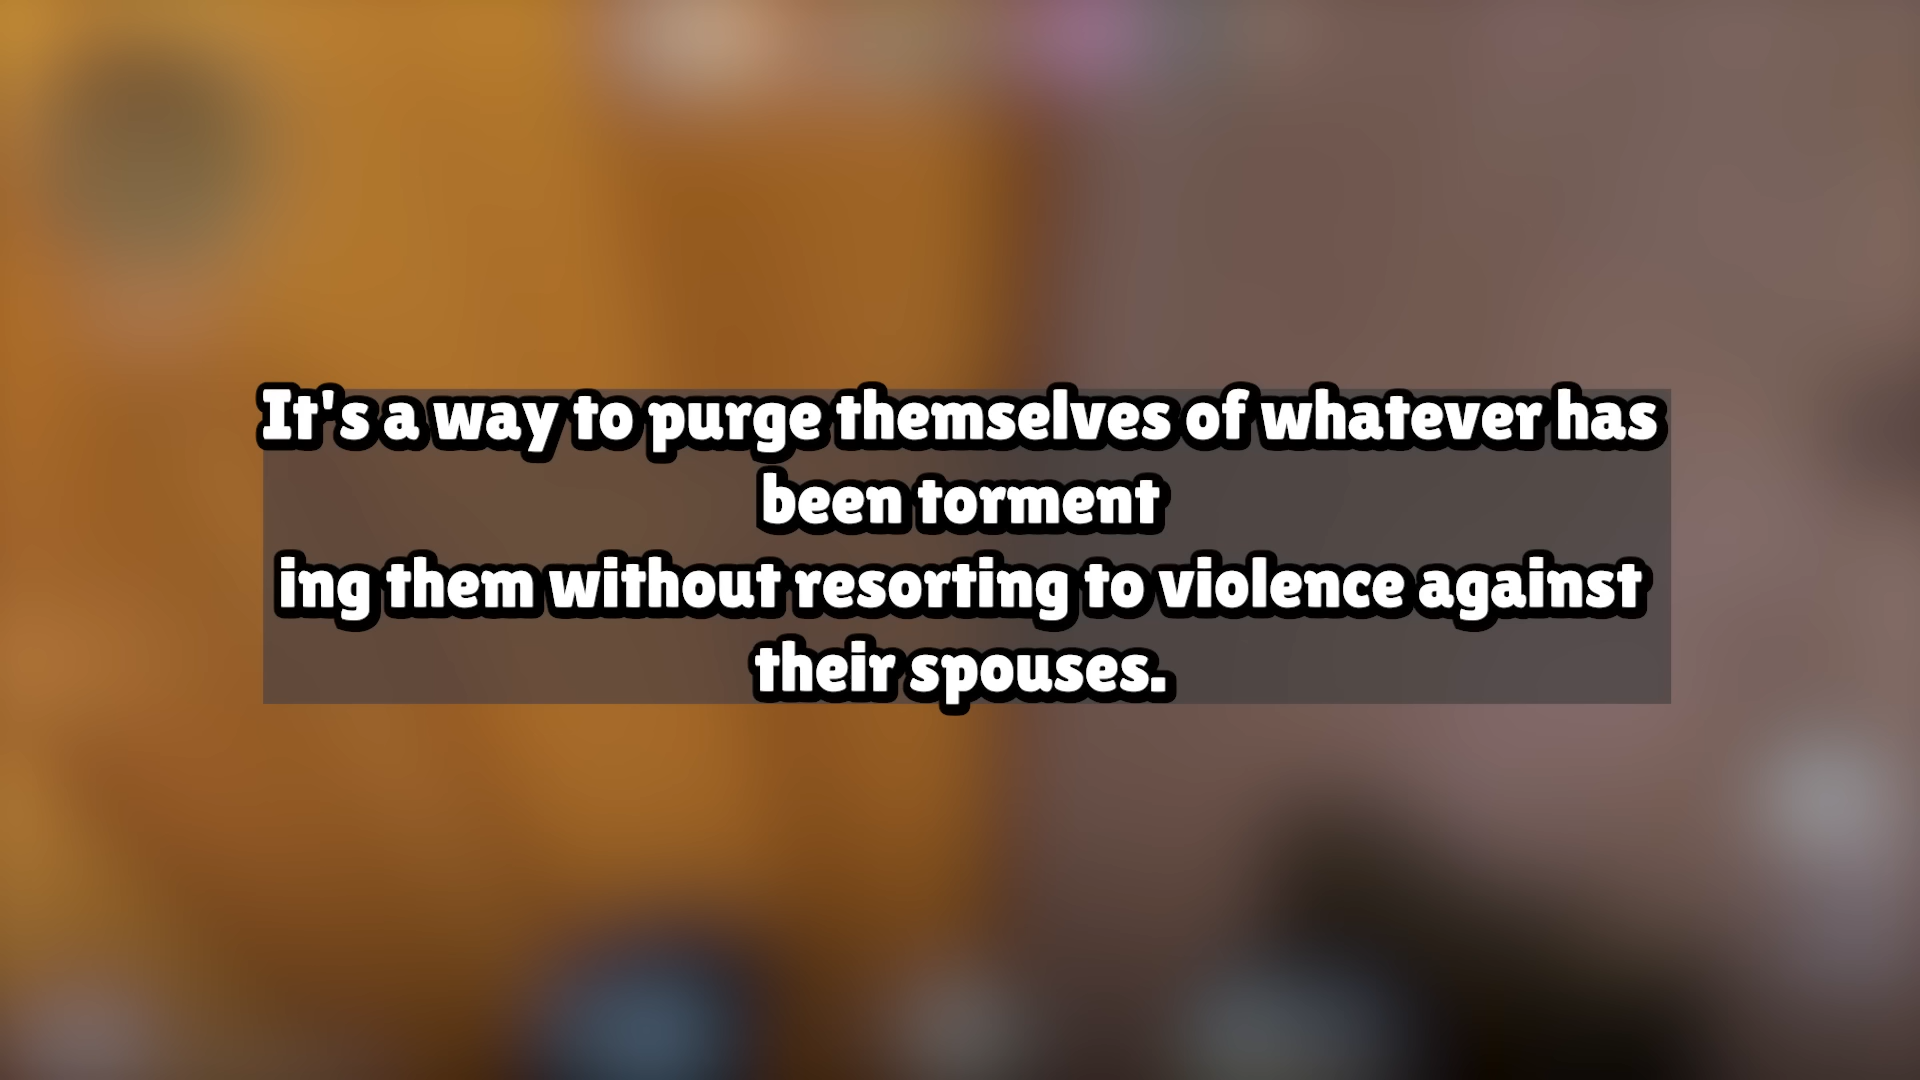 It's a way to purge themselves of whatever has
been torment
ing them without resorting to violence against
their spouses.